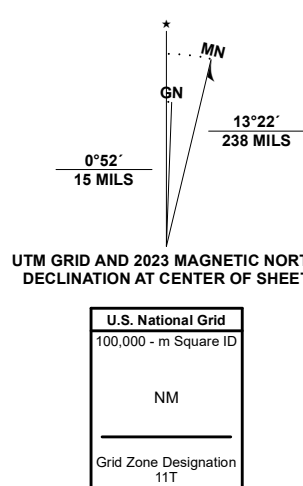 ★
MN
GN
13°22´
238 MILS
0°52´
15 MILS
UTM GRID AND 2023 MAGNETIC NORT
DECLINATION AT CENTER OF SHEET
U.S. National Grid
100,000 - m Square ID
NM
Grid Zone Designation
11T